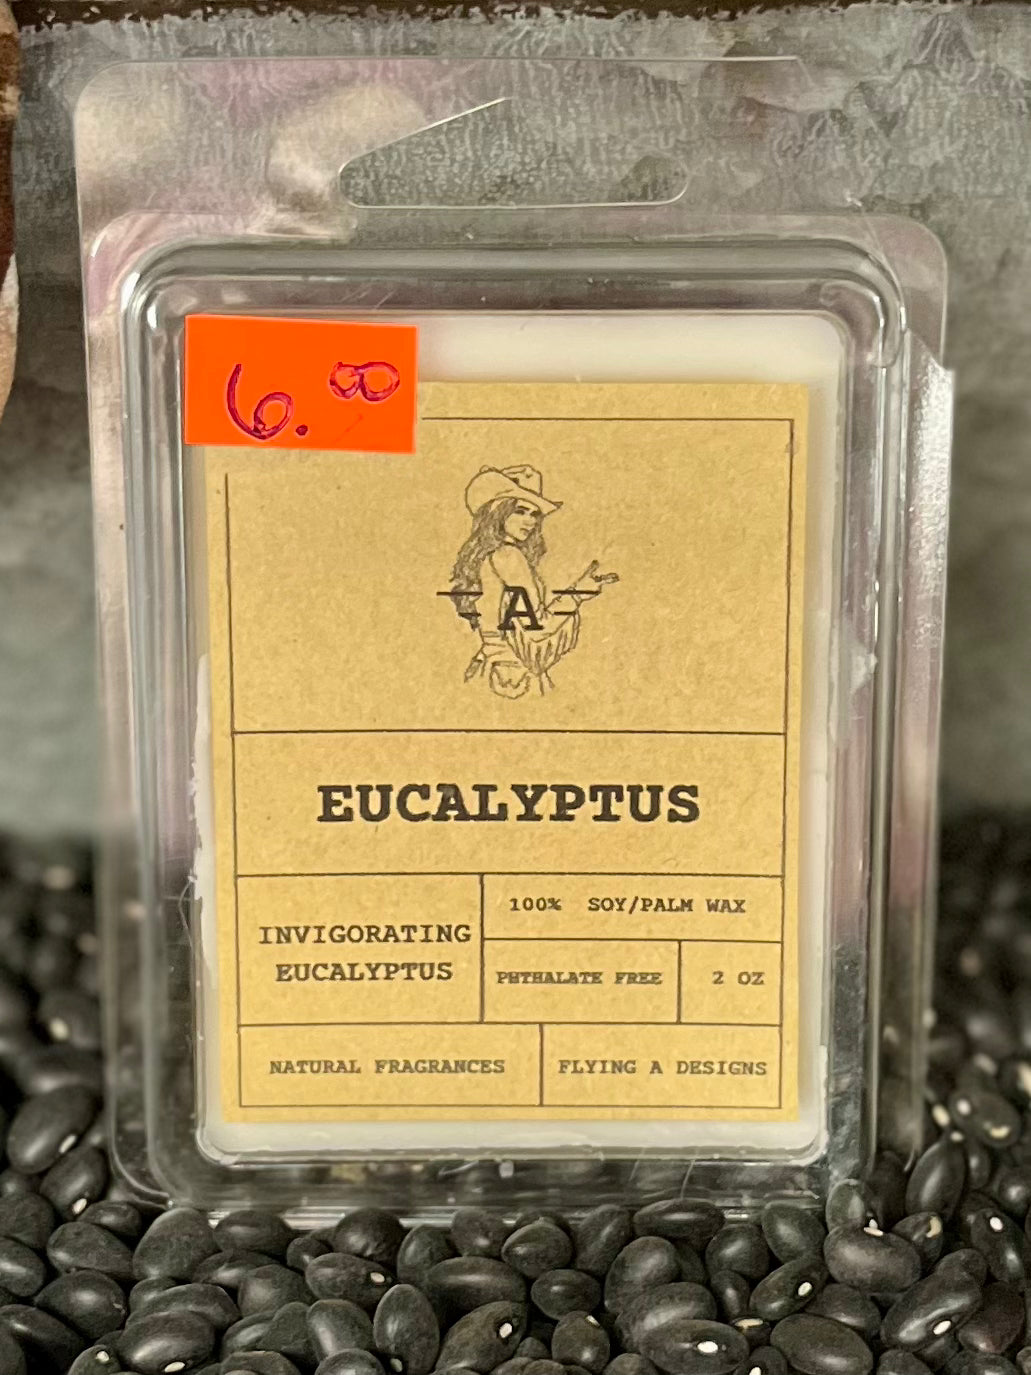 6.00
A
EUCALYPTUS
INVIGORATING
EUCALYPTUS
100% SOY/PALM WAX
PHTHALATE FREE
2 OZ
NATURAL FRAGRANCES
FLYING A DESIGNS